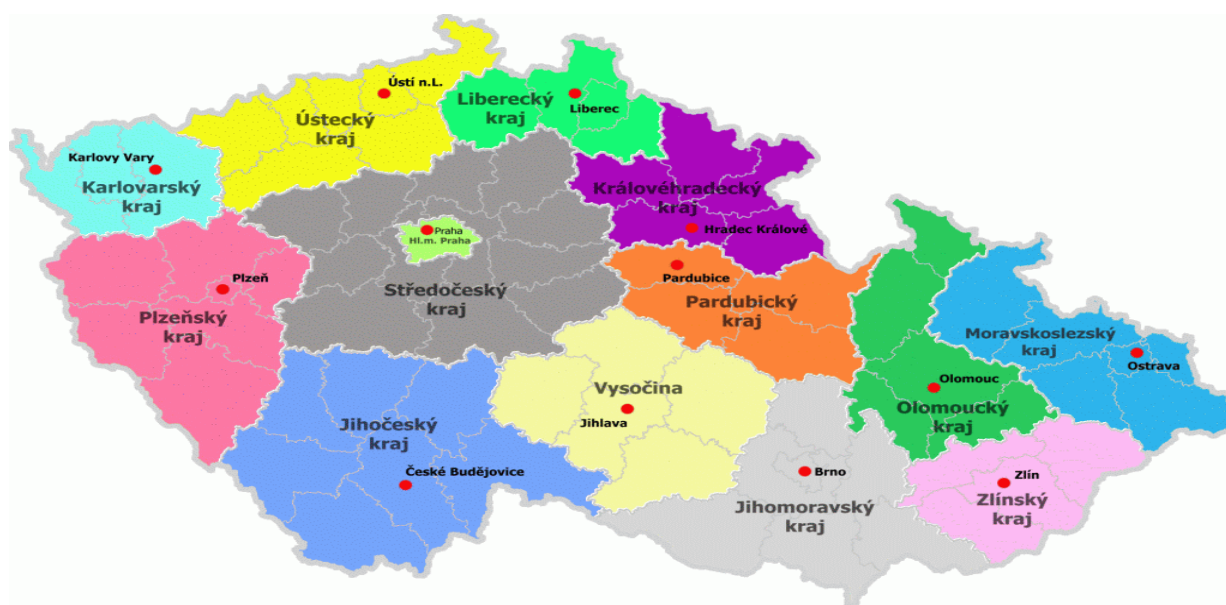 Ústí n.L.
Ústecký
kraj
Liberecký
kraj
Liberec
Karlovy Vary
Karlovarský
kraj
Královéhradecký
kraj
Hradec Králové
Praha
Hl.m. Praha
Plzeň
Plzeňský
kraj
Středočeský
kraj
Pardubice
Pardubický
kraj
Moravskoslezský
kraj
Ostrava
Olomouc
Olomoucký
kraj
Vysočina
Jihlava
Jihočeský
kraj
České Budějovice
Brno
Jihomoravský
kraj
Zlín
Zlínský
kraj